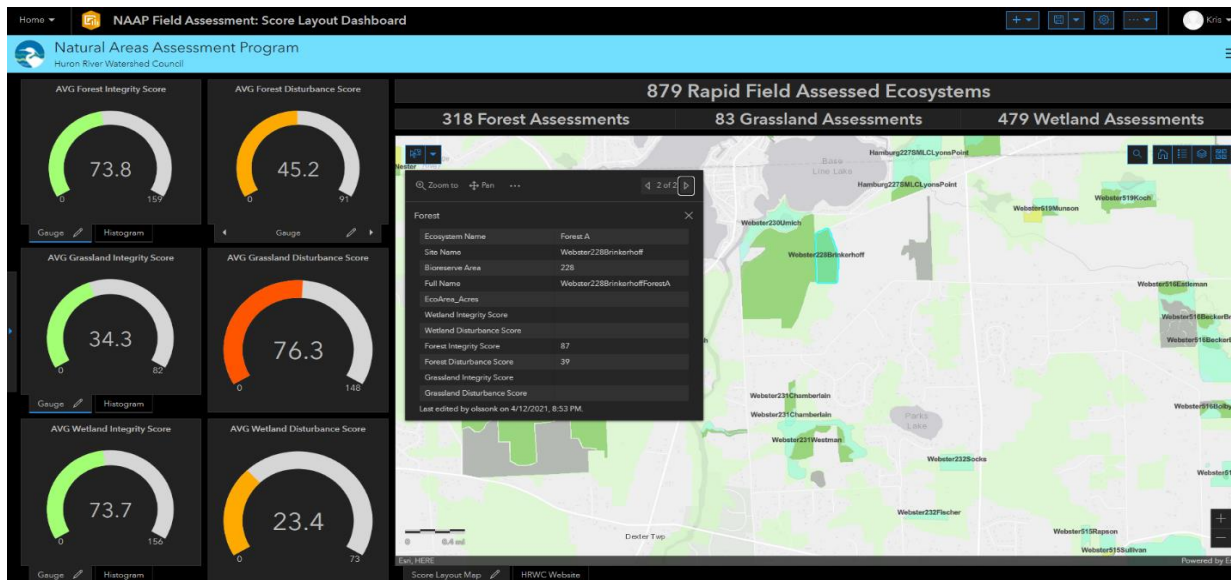 Home
NAAP Field Assessment: Score Layout Dashboard
Kris
Natural Areas Assessment Program
Huron River Watershed Council
AVG Forest Integrity Score
73.8
0
159
Gauge
Histogram
AVG Forest Disturbance Score
45.2
0
91
Gauge
AVG Grassland Integrity Score
34.3
0
82
Gauge
Histogram
AVG Grassland Disturbance Score
76.3
0
148
AVG Wetland Integrity Score
73.7
0
156
Gauge
Histogram
AVG Wetland Disturbance Score
23.4
0
73
879 Rapid Field Assessed Ecosystems
318 Forest Assessments
83 Grassland Assessments
479 Wetland Assessments
Zoom to
Pan
2 of 2
Forest
Ecosystem Name Forest A
Site Name Webster228Brinkerhoff
Bioreserve Area 228
Full Name Webster228BrinkerhoffForestA
EcoArea_Acres
Wetland Integrity Score
Wetland Disturbance Score
Forest Integrity Score 87
Forest Disturbance Score 39
Grassland Integrity Score
Grassland Disturbance Score
Last edited by olssonk on 4/12/2021, 8:53 PM.
Base
Line Lake
Hamburg227SMLCLyonsPoint
Hamburg227SMLCLyonsPoint
Webster230Umich
Webster228Brinkerhoff
Webster519Munson
Webster519Koch
Webster516Eatleman
Webster231Chamberlain
Webster231Chamberlain
Webster231Westman
Parks
Lake
Webster232Socks
Webster232Fischer
Webster515Rapson
Webster515Sullivan
Dexter Twp
0 0.4 mi
Esri, HERE
Score Layout Map
HRWC Website